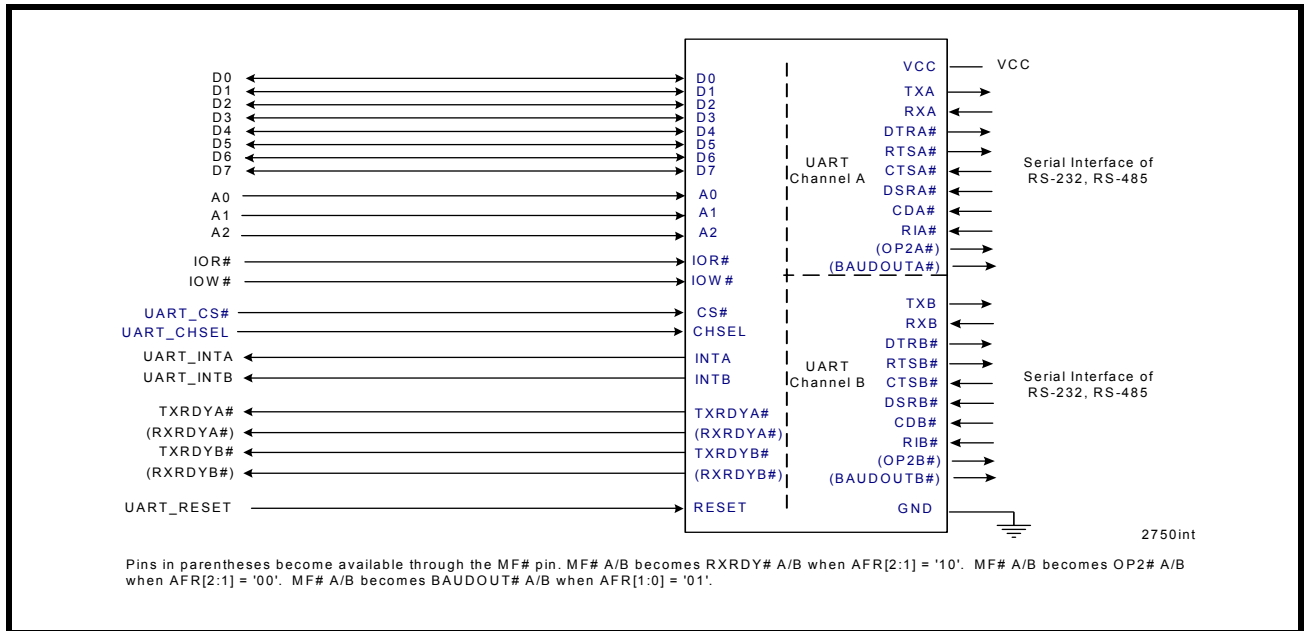 D0
D1
D2
D3
D4
D5
D6
D7
A0
A1
A2
IOR#
IOW#
UART_CS#
UART_CHSEL
UART_INTA
UART_INTB
TXRDYA#
(RXRDYA#)
TXRDYB#
(RXRDYB#)
UART_RESET
D0
D1
D2
D3
D4
D5
D6
D7
A0
A1
A2
IOR#
IOW#
CS#
CHSEL
INTA
INTB
TXRDYA#
(RXRDYA#)
TXRDYB#
(RXRDYB#)
RESET
UART
Channel A
UART
Channel B
VCC
TXA
RXA
DTRA#
RTSA#
CTSA#
DSRA#
CDA#
RIA#
(OP2A#)
(BAUDOUTA#)
TXB
RXB
DTRB#
RTSB#
CTSB#
DSRB#
CDB#
RIB#
(OP2B#)
(BAUDOUTB#)
GND
VCC
Serial Interface of
RS-232, RS-485
Serial Interface of
RS-232, RS-485
2750int
Pins in parentheses become available through the MF# pin. MF# A/B becomes RXRDY# A/B when AFR[2:1] = '10'. MF# A/B becomes OP2# A/B
when AFR[2:1] = '00'. MF# A/B becomes BAUDOUT# A/B when AFR[1:0] = '01'.